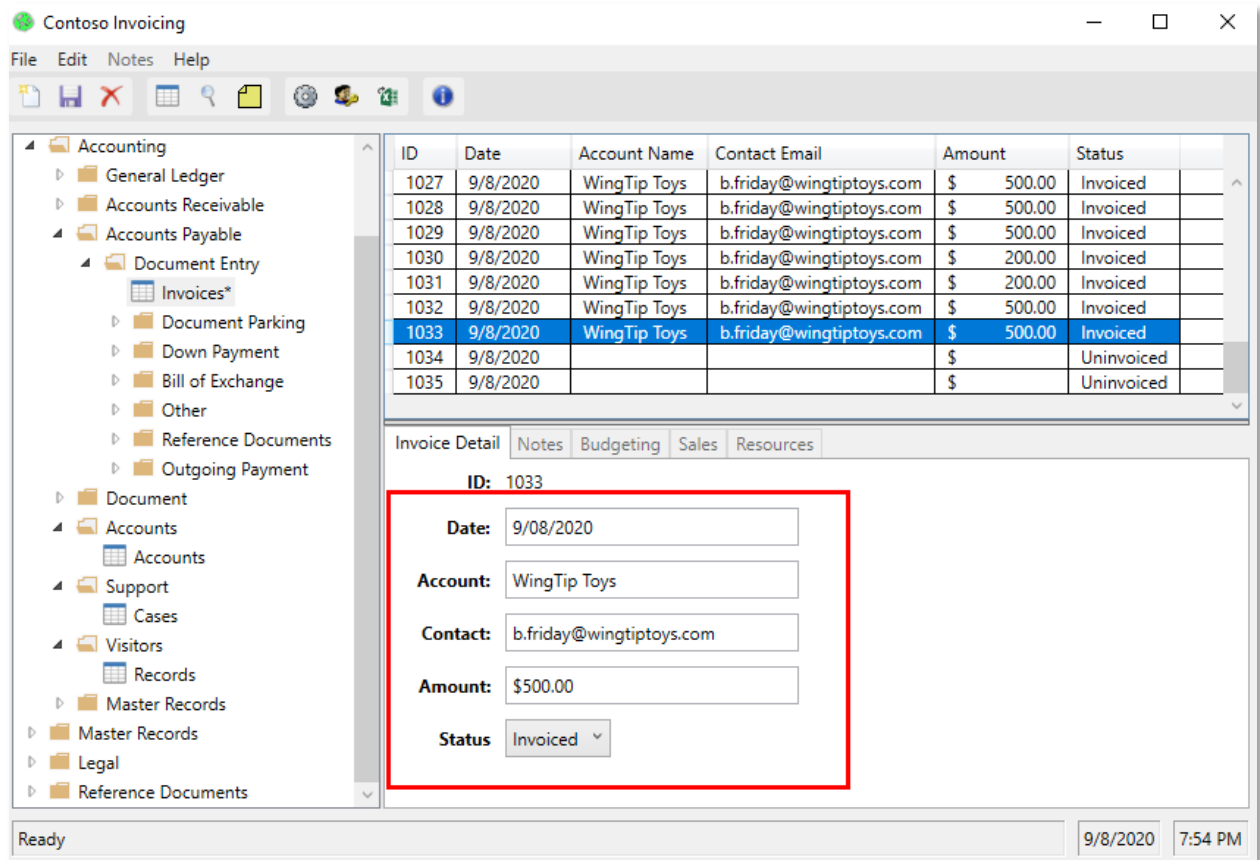 Contoso Invoicing
File Edit Notes Help
Accounting
General Ledger
Accounts Receivable
Accounts Payable
Document Entry
Invoices*
Document Parking
Down Payment
Bill of Exchange
Other
Reference Documents
Outgoing Payment
Document
Accounts
Accounts
Support
Cases
Visitors
Records
Master Records
Master Records
Legal
Reference Documents
ID Date Account Name Contact Email Amount Status
1027 9/8/2020 WingTip Toys b.friday@wingtiptoys.com $ 500.00 Invoiced
1028 9/8/2020 WingTip Toys b.friday@wingtiptoys.com $ 500.00 Invoiced
1029 9/8/2020 WingTip Toys b.friday@wingtiptoys.com $ 500.00 Invoiced
1030 9/8/2020 WingTip Toys b.friday@wingtiptoys.com $ 200.00 Invoiced
1031 9/8/2020 WingTip Toys b.friday@wingtiptoys.com $ 200.00 Invoiced
1032 9/8/2020 WingTip Toys b.friday@wingtiptoys.com $ 500.00 Invoiced
1033 9/8/2020 WingTip Toys b.friday@wingtiptoys.com $ 500.00 Invoiced
1034 9/8/2020 $ Uninvoiced
1035 9/8/2020 $ Uninvoiced
Invoice Detail Notes Budgeting Sales Resources
ID: 1033
Date: 9/08/2020
Account: WingTip Toys
Contact: b.friday@wingtiptoys.com
Amount: $500.00
Status Invoiced
Ready 9/8/2020 7:54 PM